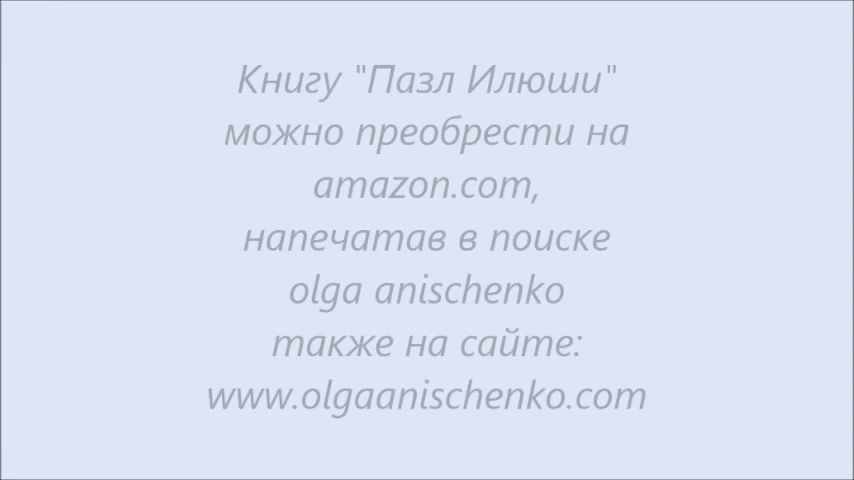 Книгу "Пазл Илюши"
можно преобрести на
amazon.com,
напечатав в поиске
olga anischenko
также на сайте:
www.olgaanischenko.com